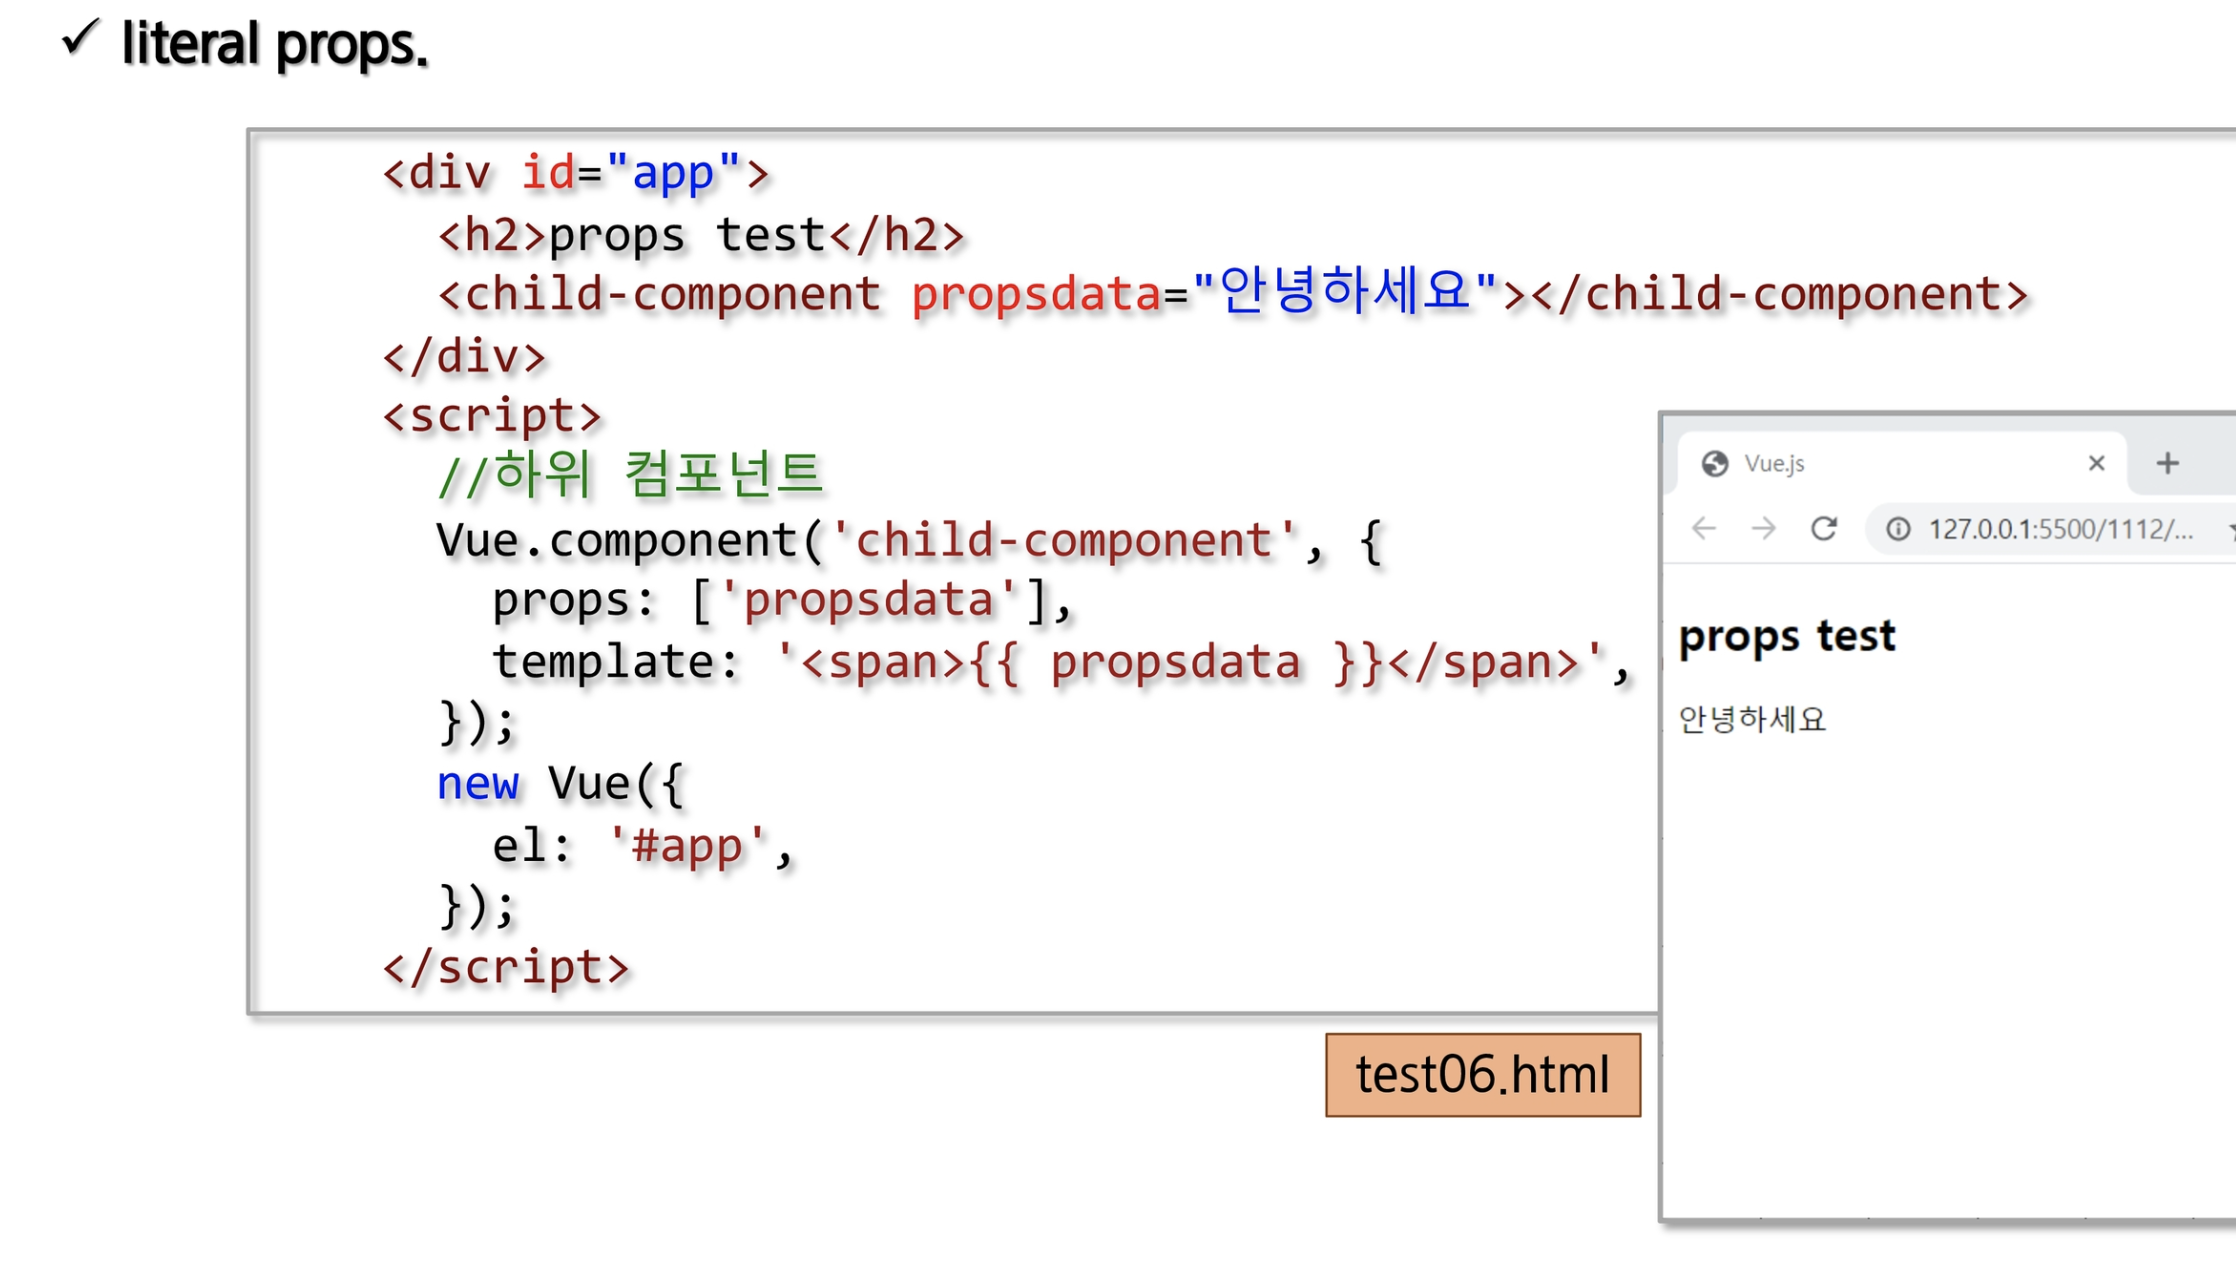 ✓ literal props.
<div id="app">
<h2>props test</h2>
<child-component propsdata="안녕하세요"></child-component>
</div>
<script>
//하위 컴포넌트
Vue.component('child-component', {
props: ['propsdata'],
template: '<span>{{ propsdata }}</span>',
});
new Vue({
el: '#app',
});
</script>
test06.html
Vue.js
127.0.0.1:5500/1112/...
props test
안녕하세요